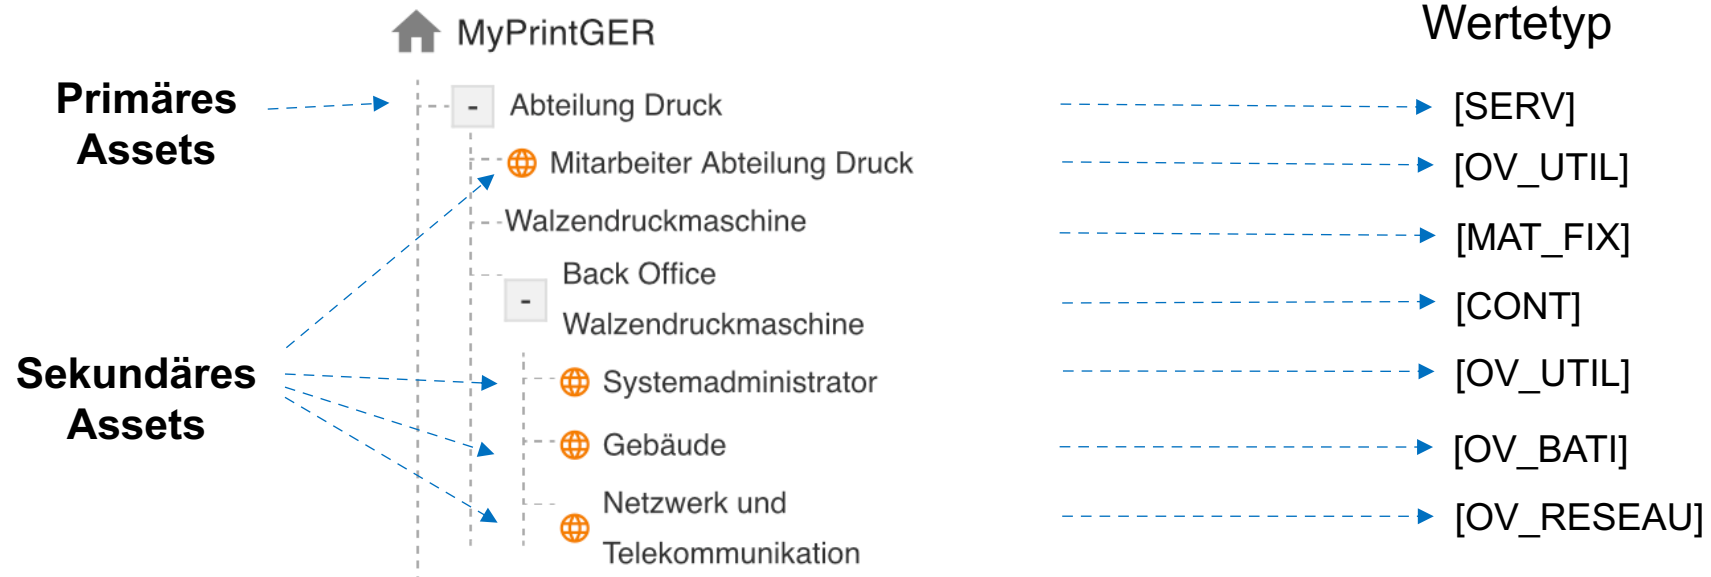 MyPrintGER
Wertetyp
Primäres
Assets
- Abteilung Druck
[SERV]
Mitarbeiter Abteilung Druck
[OV_UTIL]
Walzendruckmaschine
[MAT_FIX]
- Back Office
Walzendruckmaschine
[CONT]
Sekundäres
Assets
Systemadministrator
[OV_UTIL]
Gebäude
[OV_BATI]
Netzwerk und
Telekommunikation
[OV_RESEAU]